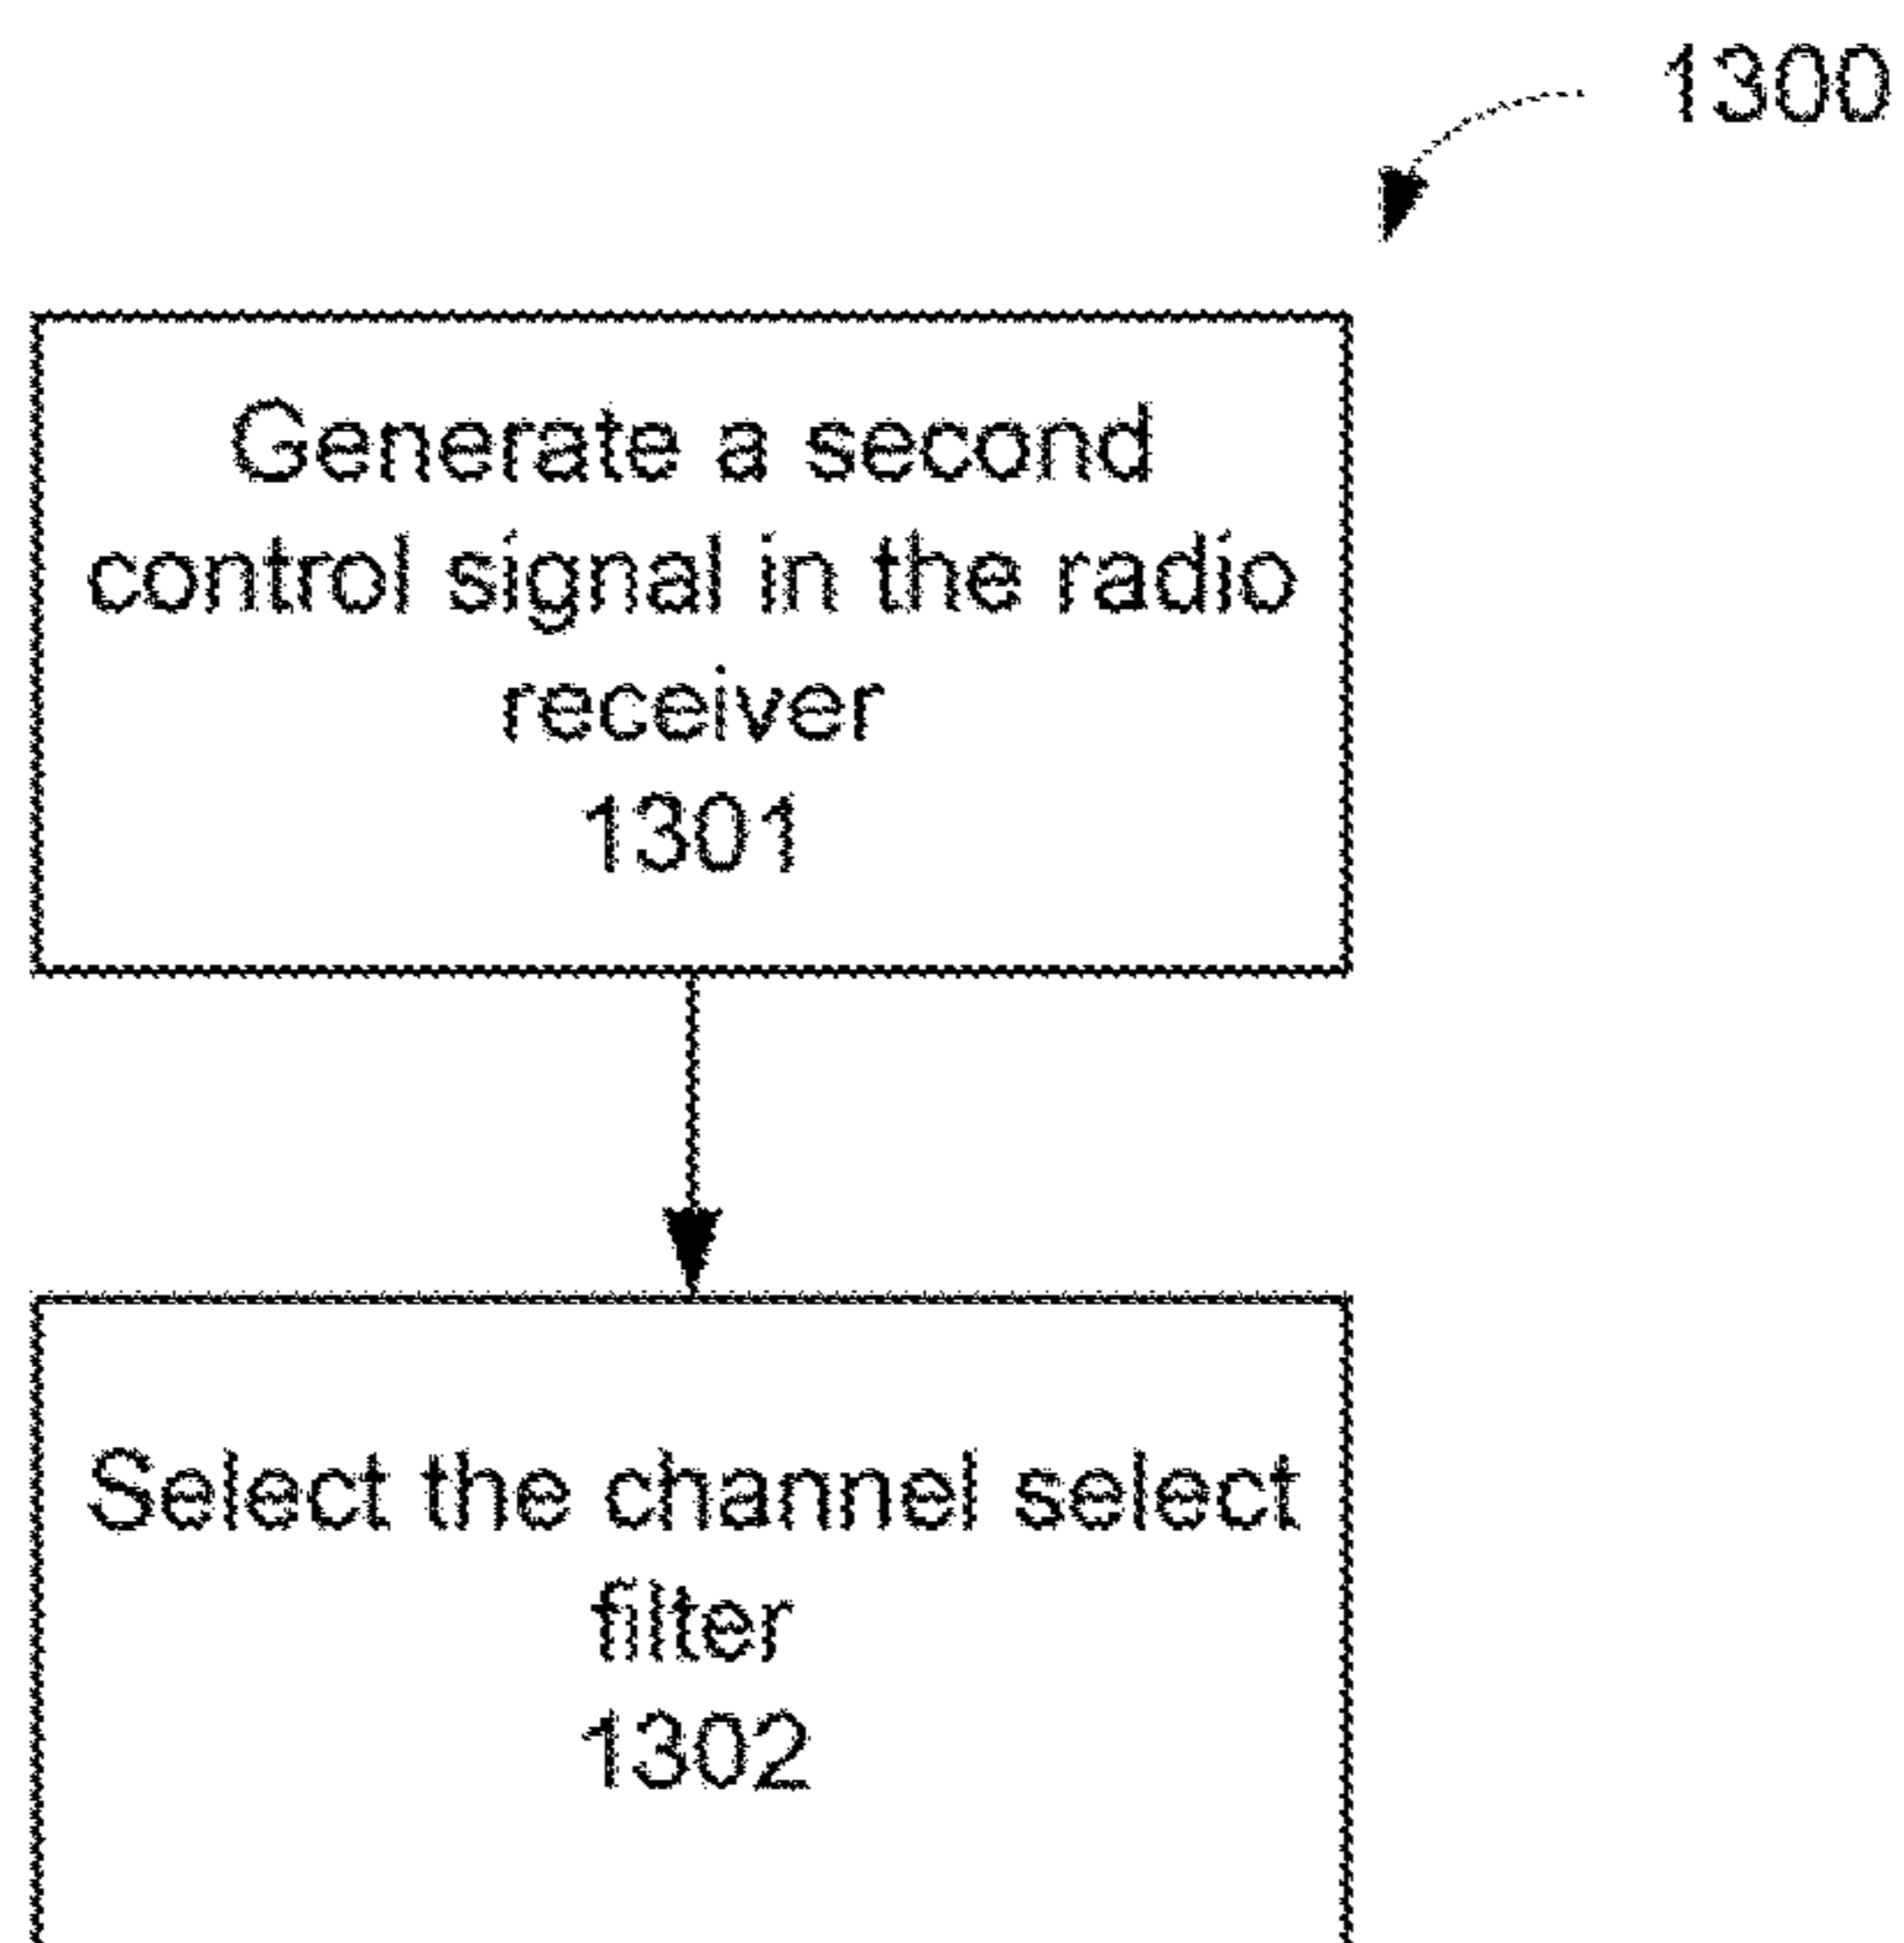 1300
Generate a second
control signal in the radio
receiver
1301
Select the channel select
filter
1302